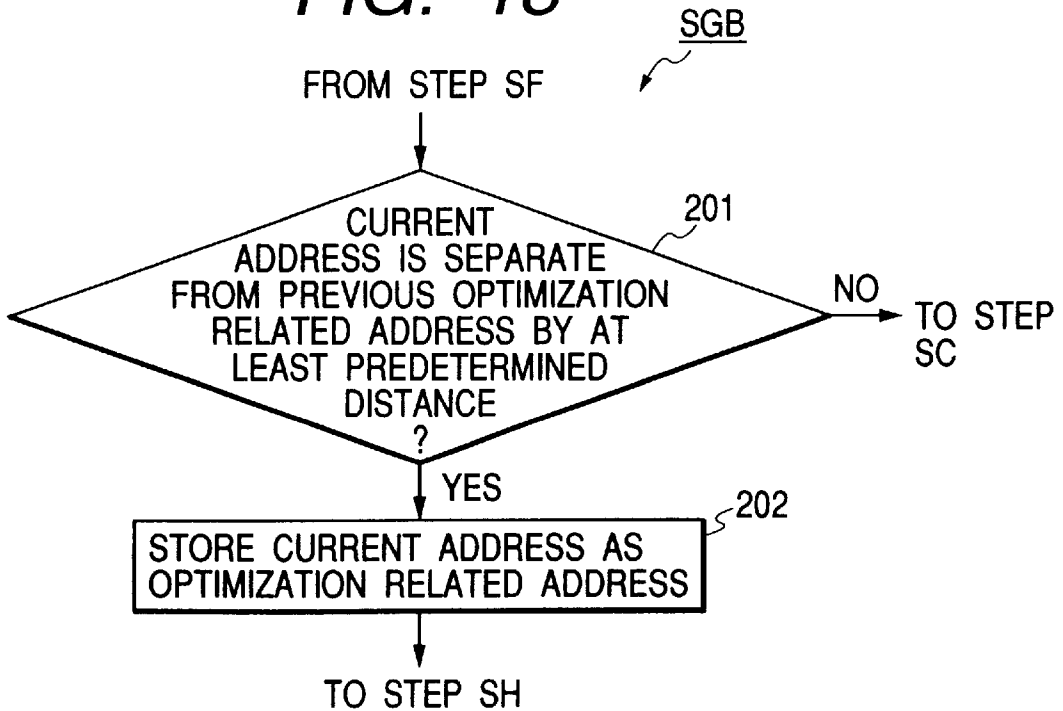 SGB
FROM STEP SF
CURRENT
ADDRESS IS SEPARATE
FROM PREVIOUS OPTIMIZATION
RELATED ADDRESS BY AT
LEAST PREDETERMINED
DISTANCE
?
201
NO
TO STEP
SC
YES
202
STORE CURRENT ADDRESS AS
OPTIMIZATION RELATED ADDRESS
TO STEP SH